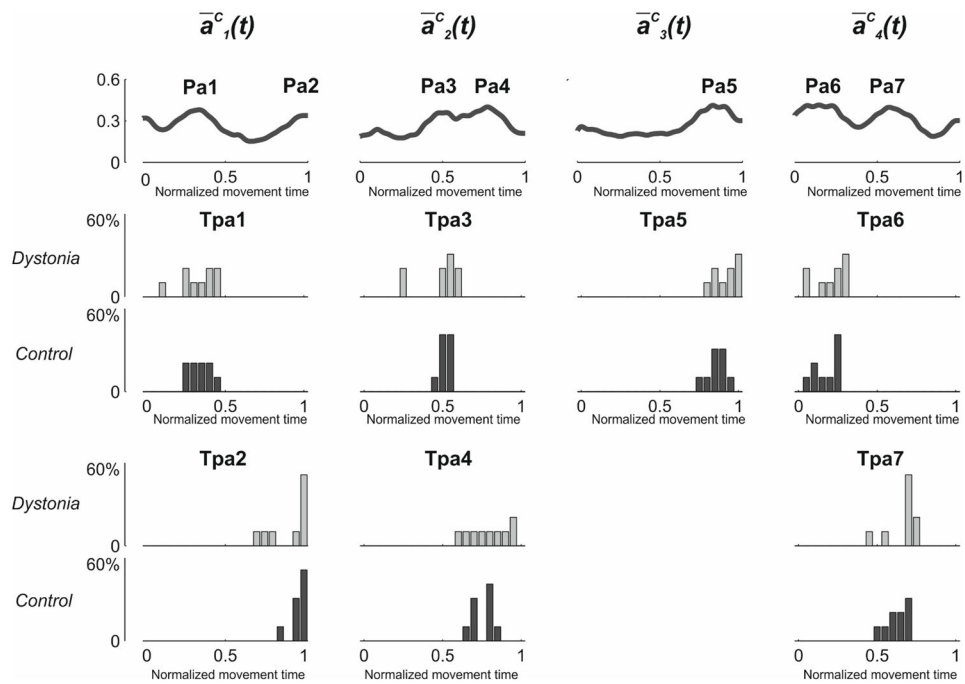 a̅ᶜ₁(t) a̅ᶜ₂(t) a̅ᶜ₃(t) a̅ᶜ₄(t)
0.6 Pa1 Pa2 Pa3 Pa4 Pa5 Pa6 Pa7
0.3
0
0 0.5 1 0 0.5 1 0 0.5 1 0 0.5 1
Normalized movement time Normalized movement time Normalized movement time Normalized movement time
60% Tpa1 Tpa3 Tpa5 Tpa6
Dystonia
0
60%
Control
0
0 0.5 1 0 0.5 1 0 0.5 1 0 0.5 1
Normalized movement time Normalized movement time Normalized movement time Normalized movement time
60% Tpa2 Tpa4 Tpa7
Dystonia
0
60%
Control
0
0 0.5 1 0 0.5 1 0 0.5 1
Normalized movement time Normalized movement time Normalized movement time